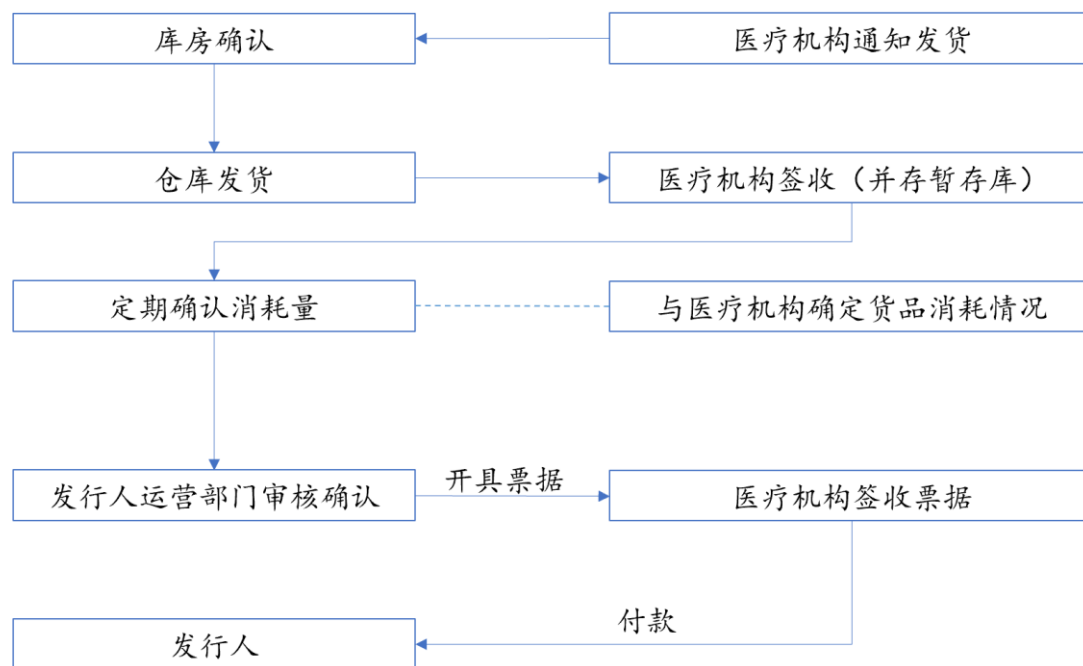 库房确认
医疗机构通知发货
仓库发货
医疗机构签收（并存暂存库）
定期确认消耗量
与医疗机构确定货品消耗情况
发行人运营部门审核确认
开具票据
医疗机构签收票据
付款
发行人